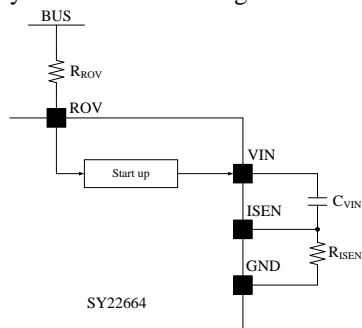 BUS
RROV
ROV
VIN
Start up
CVIN
ISEN
RISEN
GND
SY22664